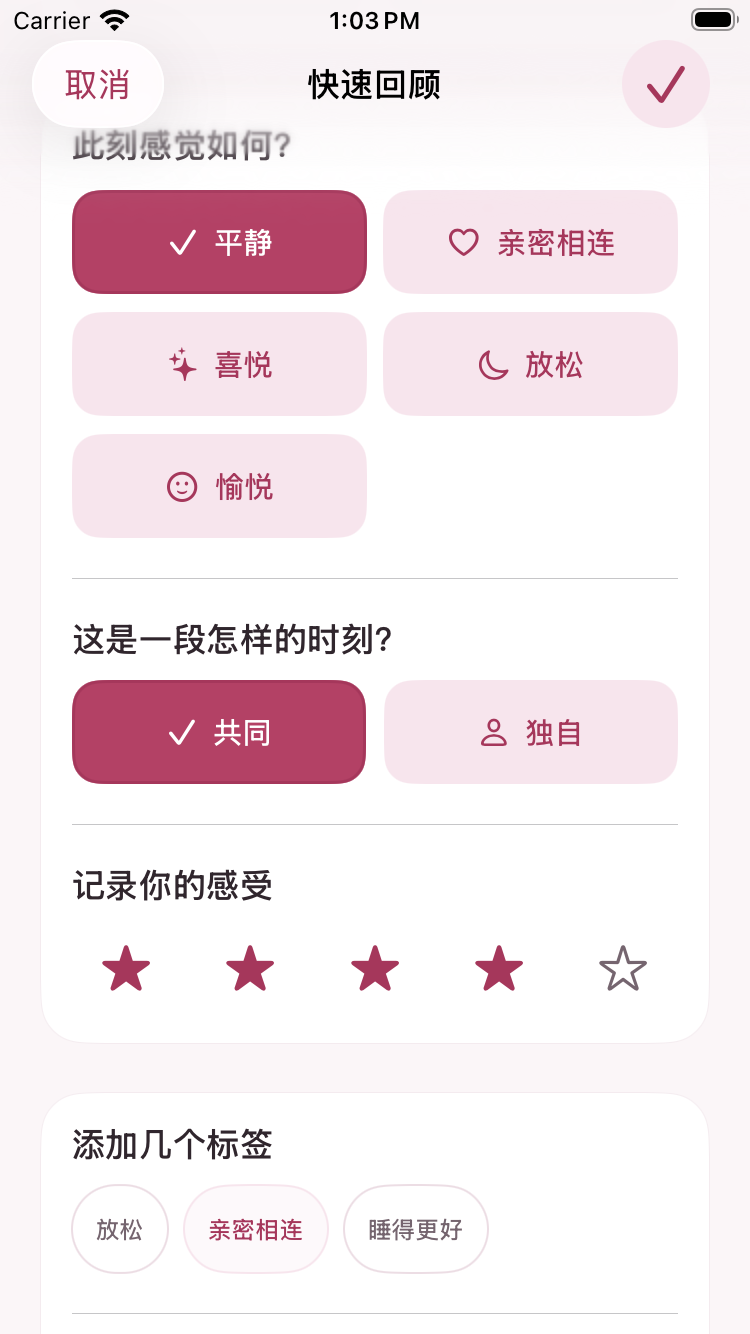 Carrier 1:03 PM
取消 快速回顾
此刻感觉如何?
平静 亲密相连
喜悦 放松
愉悦
这是一段怎样的时刻?
共同 独自
记录你的感受
添加几个标签
放松 亲密相连 睡得更好